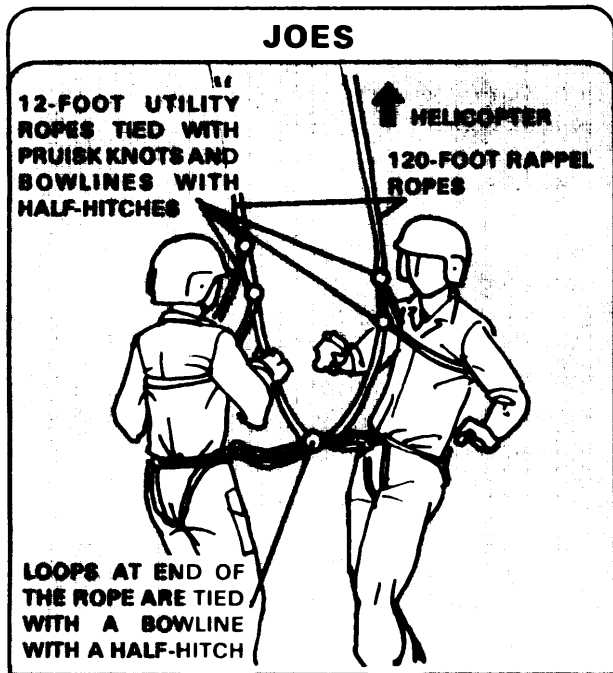 JOES
12-FOOT UTILITY
ROPES TIED WITH
PRUISK KNOTS AND
BOWLINES WITH
HALF-HITCHES
HELICOPTER
120-FOOT RAPPEL
ROPES
LOOPS AT END OF
THE ROPE ARE TIED
WITH A BOWLINE
WITH A HALF-HITCH